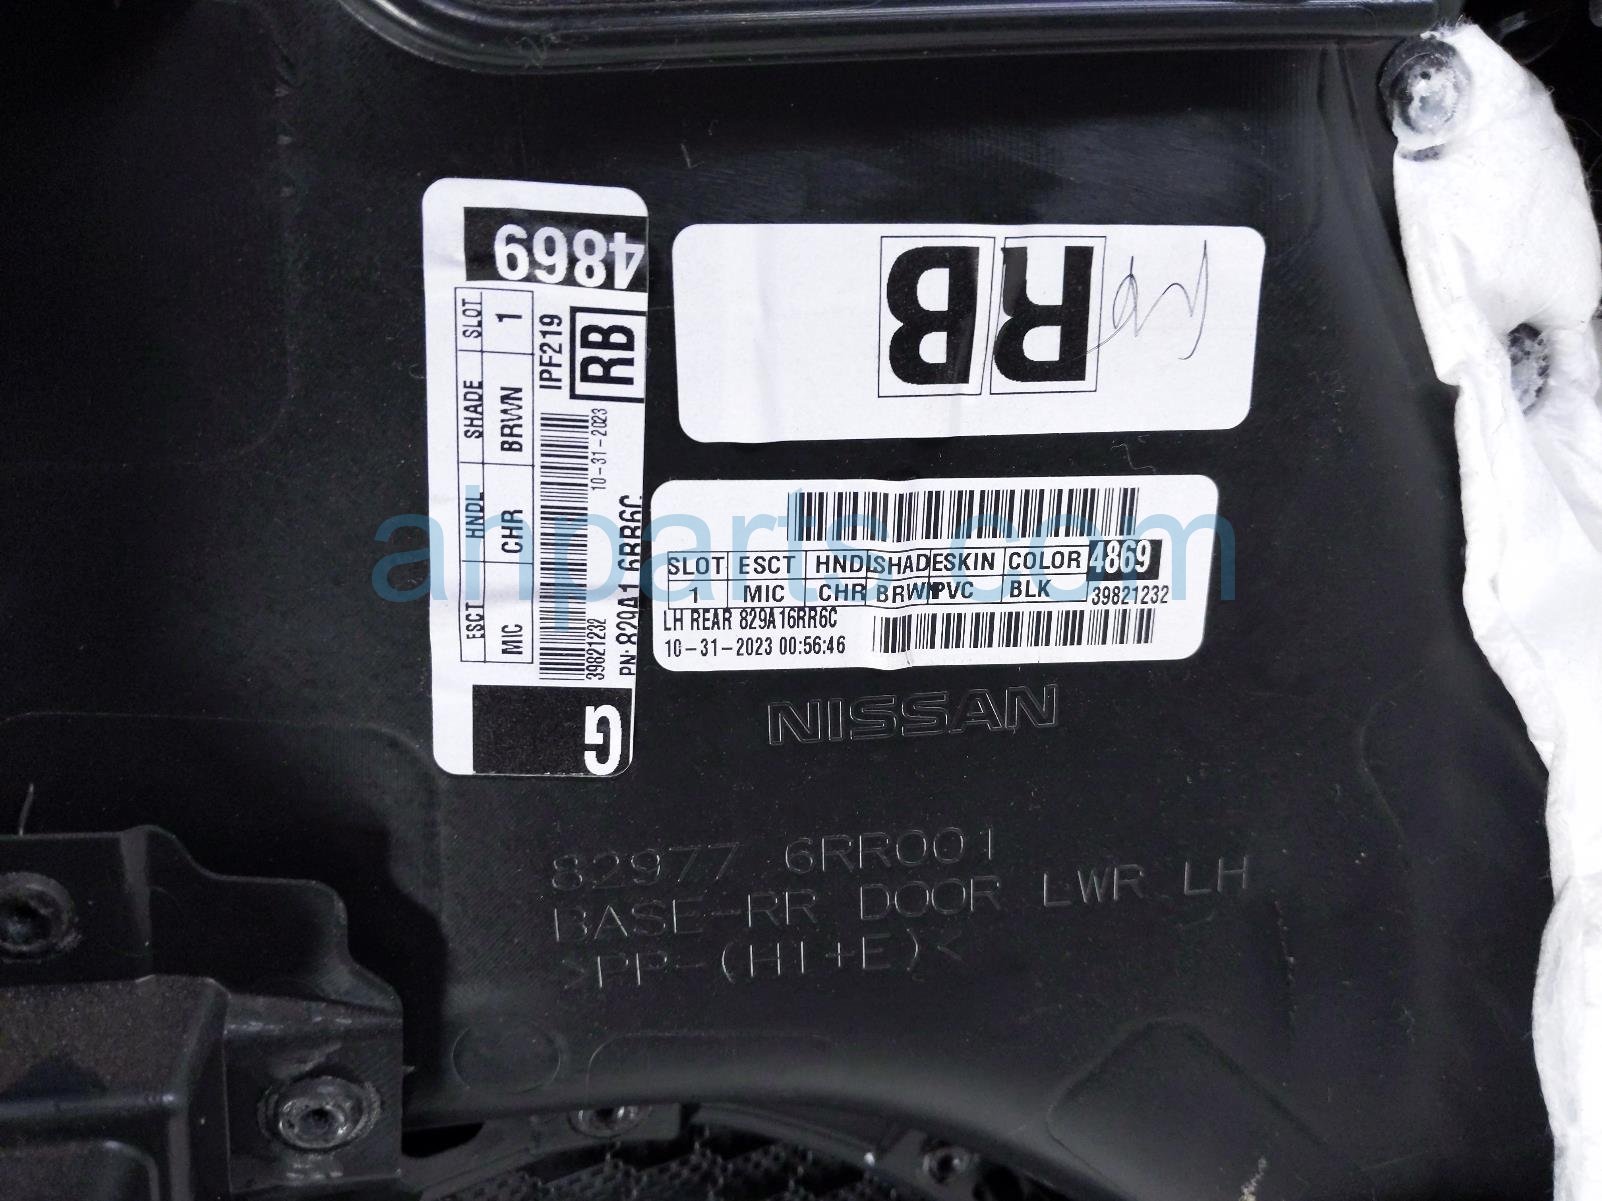 4869
SLOT SHADE HNDL ESCT
1 BRWN CHR MIC
IPF219
RB
10-31-2023
39821232
PN: 829A1 6RR6C
G
RB
SLOT ESCT HNDL SHADE SKIN COLOR 4869
1 MIC CHR BRWN PVC BLK 39821232
LH REAR 829A16RR6C
10-31-2023 00:56:46
NISSAN
82977 6RR001
BASE-RR DOOR LWR LH
>PP-(HI+E)<
ahparts.com